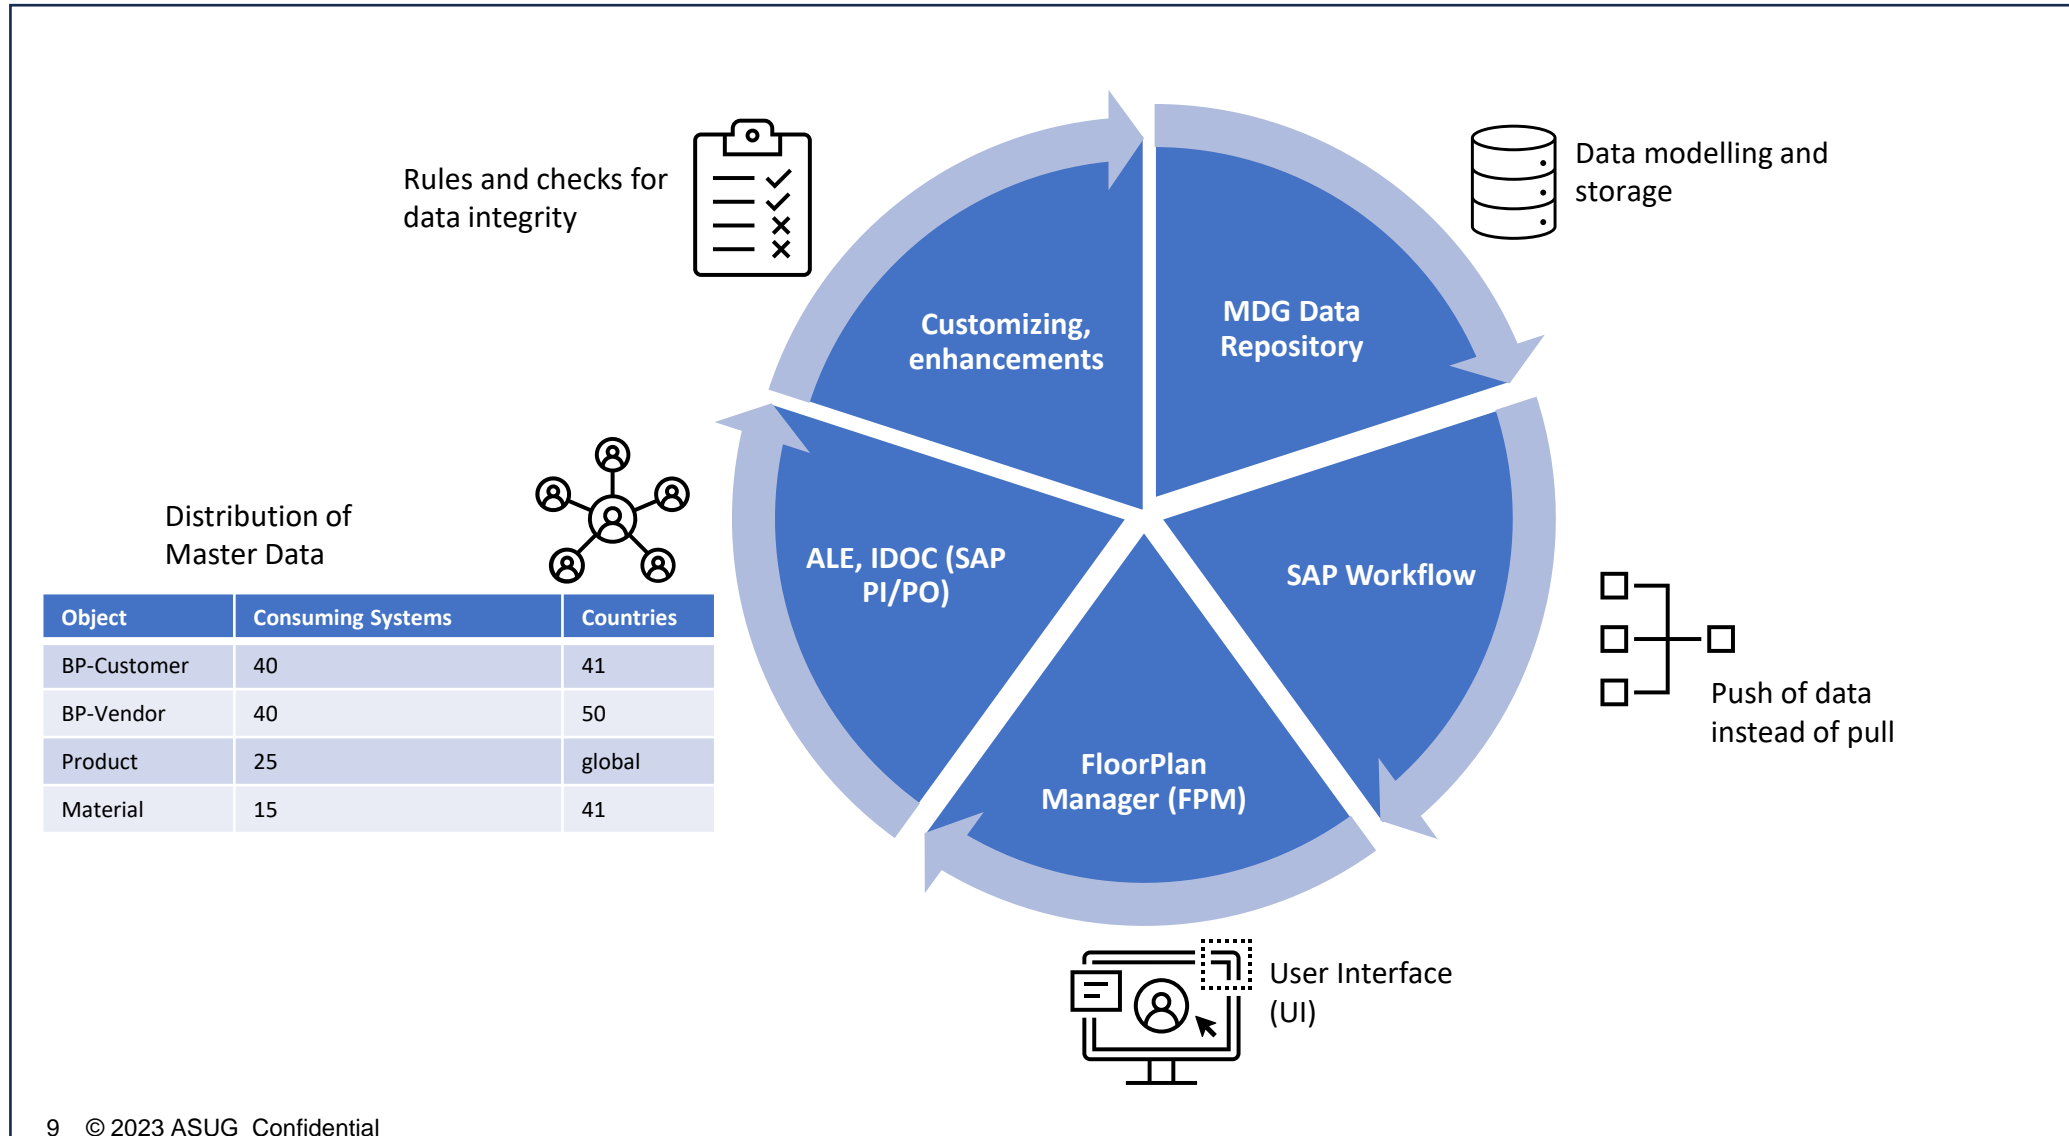 Rules and checks for
data integrity
Data modelling and
storage
Customizing,
enhancements
MDG Data
Repository
Distribution of
Master Data
ALE, IDOC (SAP
PI/PO)
SAP Workflow
Object Consuming Systems Countries
BP-Customer 40 41
BP-Vendor 40 50
Product 25 global
Material 15 41
Push of data
instead of pull
FloorPlan
Manager (FPM)
User Interface
(UI)
9 © 2023 ASUG Confidential